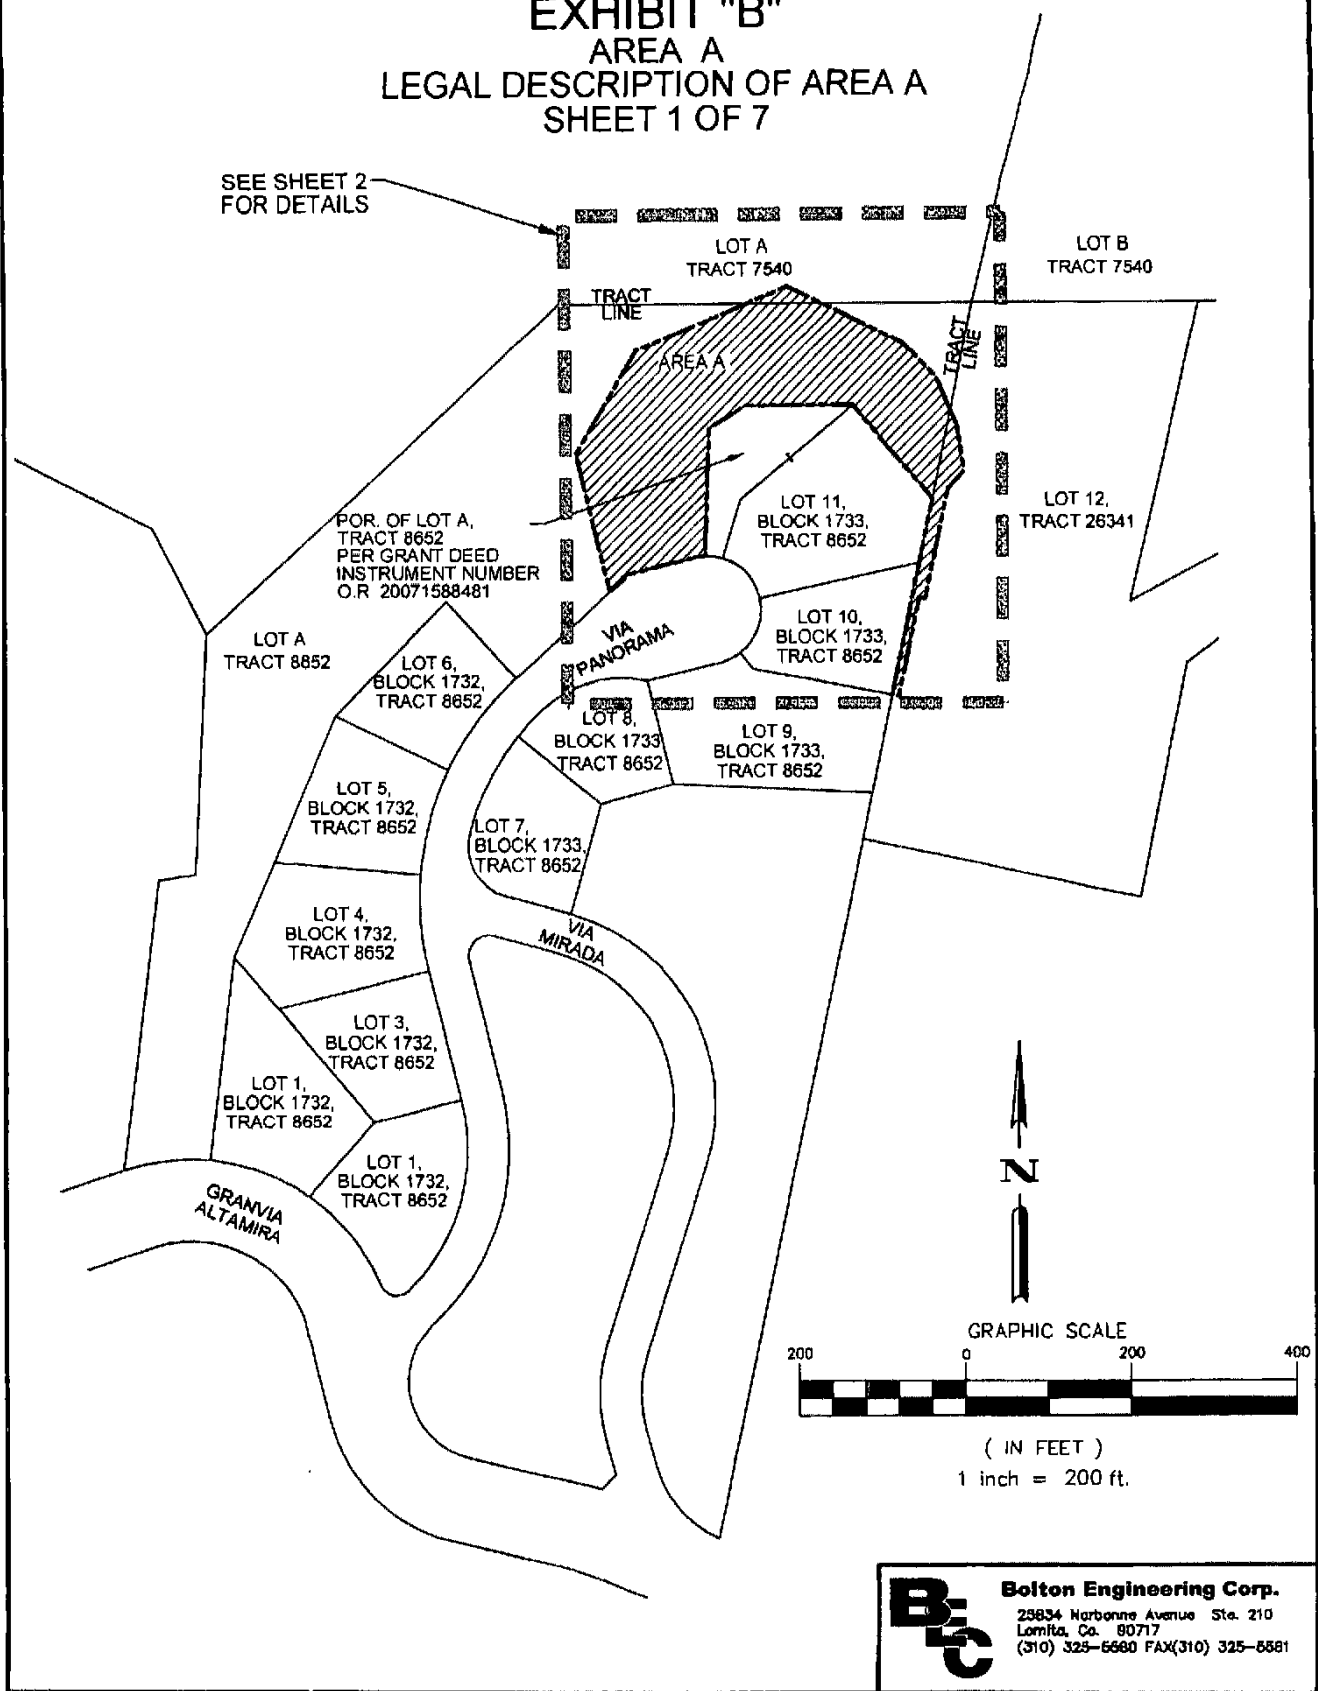 EXHIBIT "B"
AREA A
LEGAL DESCRIPTION OF AREA A
SHEET 1 OF 7
SEE SHEET 2
FOR DETAILS
LOT A
TRACT 7540
LOT B
TRACT 7540
TRACT
LINE
TRACT
LINE
AREA A
POR. OF LOT A,
TRACT 8652
PER GRANT DEED
INSTRUMENT NUMBER
O.R 20071588481
LOT 11,
BLOCK 1733,
TRACT 8652
LOT 12,
TRACT 26341
LOT A
TRACT 8852
LOT 6,
BLOCK 1732,
TRACT 8652
VIA
PANORAMA
LOT 10,
BLOCK 1733,
TRACT 8652
LOT 8,
BLOCK 1733
TRACT 8652
LOT 9,
BLOCK 1733,
TRACT 8652
LOT 5,
BLOCK 1732,
TRACT 8652
LOT 7,
BLOCK 1733,
TRACT 8652
LOT 4,
BLOCK 1732,
TRACT 8652
VIA
MIRADA
LOT 3,
BLOCK 1732,
TRACT 8652
LOT 1,
BLOCK 1732,
TRACT 8652
LOT 1,
BLOCK 1732,
TRACT 8652
GRANVIA
ALTAMIRA
N
GRAPHIC SCALE
200 0 200 400
( IN FEET )
1 inch = 200 ft.
BEC
Bolton Engineering Corp.
25834 Narbonne Avenue Ste. 210
Lomita, Ca. 90717
(310) 325-5580 FAX(310) 325-5581